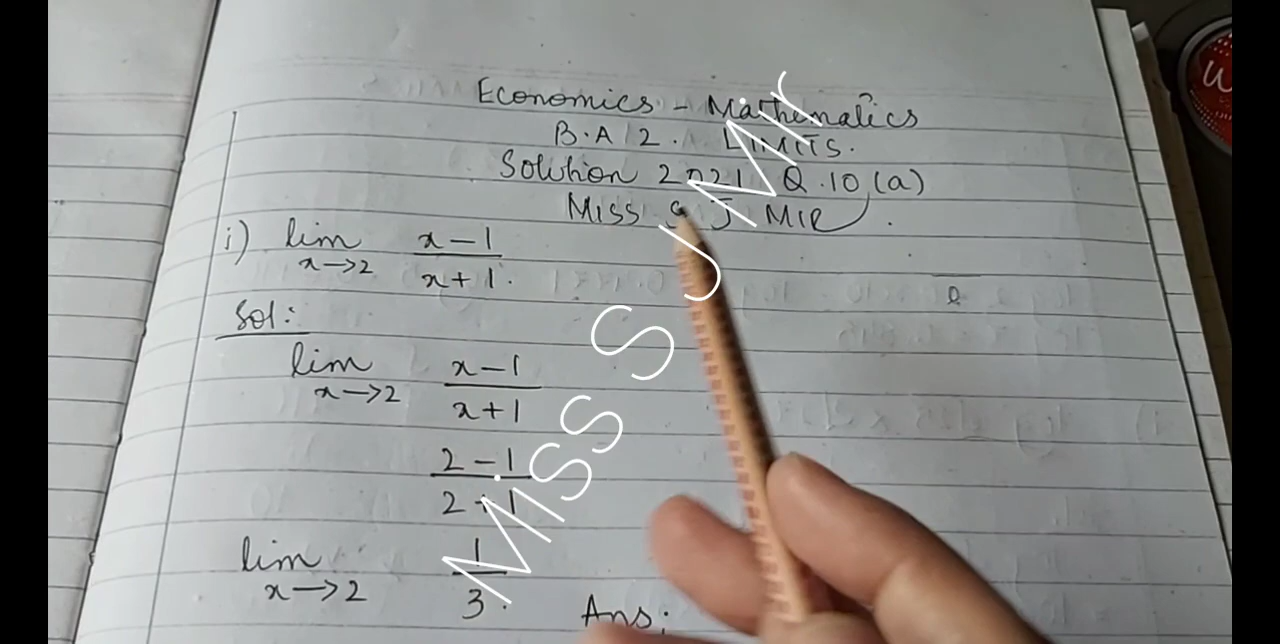 Economics - Mathematics
B.A 2. LIMITS.
Solution 2021 Q.10(a)
Miss S J MIR.
i) lim x→2 x-1/x+1.
Sol:
lim x→2 x-1/x+1
2-1/2+1
lim x→2 1/3.
Ans:
Miss S J Mir